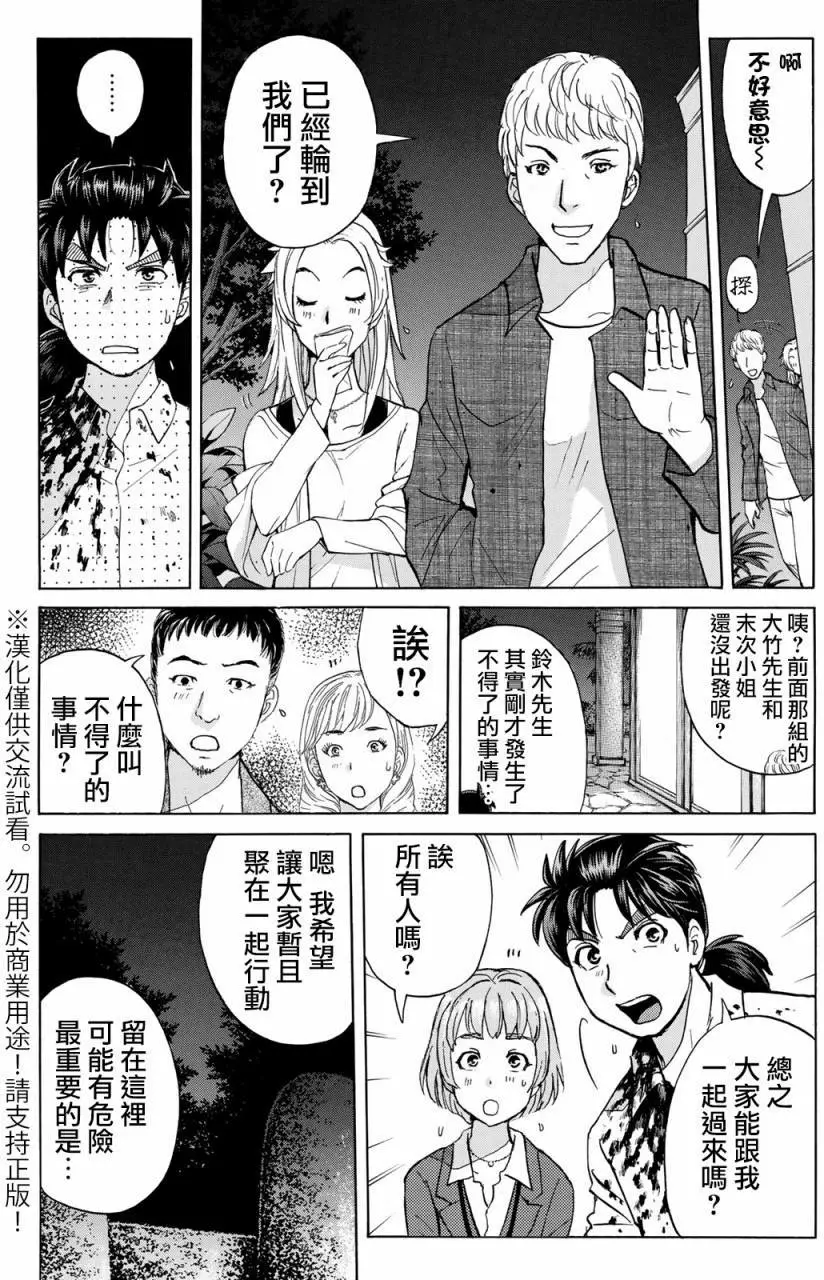 啊
不好意思～
探
已經輪到
我們了？
⋯
咦？前面那組的
大竹先生和
末次小姐
還沒出發呢？
鈴木先生
其實剛才發生了
不得了的事情⋯
誒!?
什麼叫
不得了的
事情？
總之
大家能跟我
一起過來嗎？
誒
所有人嗎？
嗯 我希望
讓大家暫且
聚在一起行動
留在這裡
可能有危險
最重要的是⋯
※漢化僅供交流試看。勿用於商業用途！請支持正版！